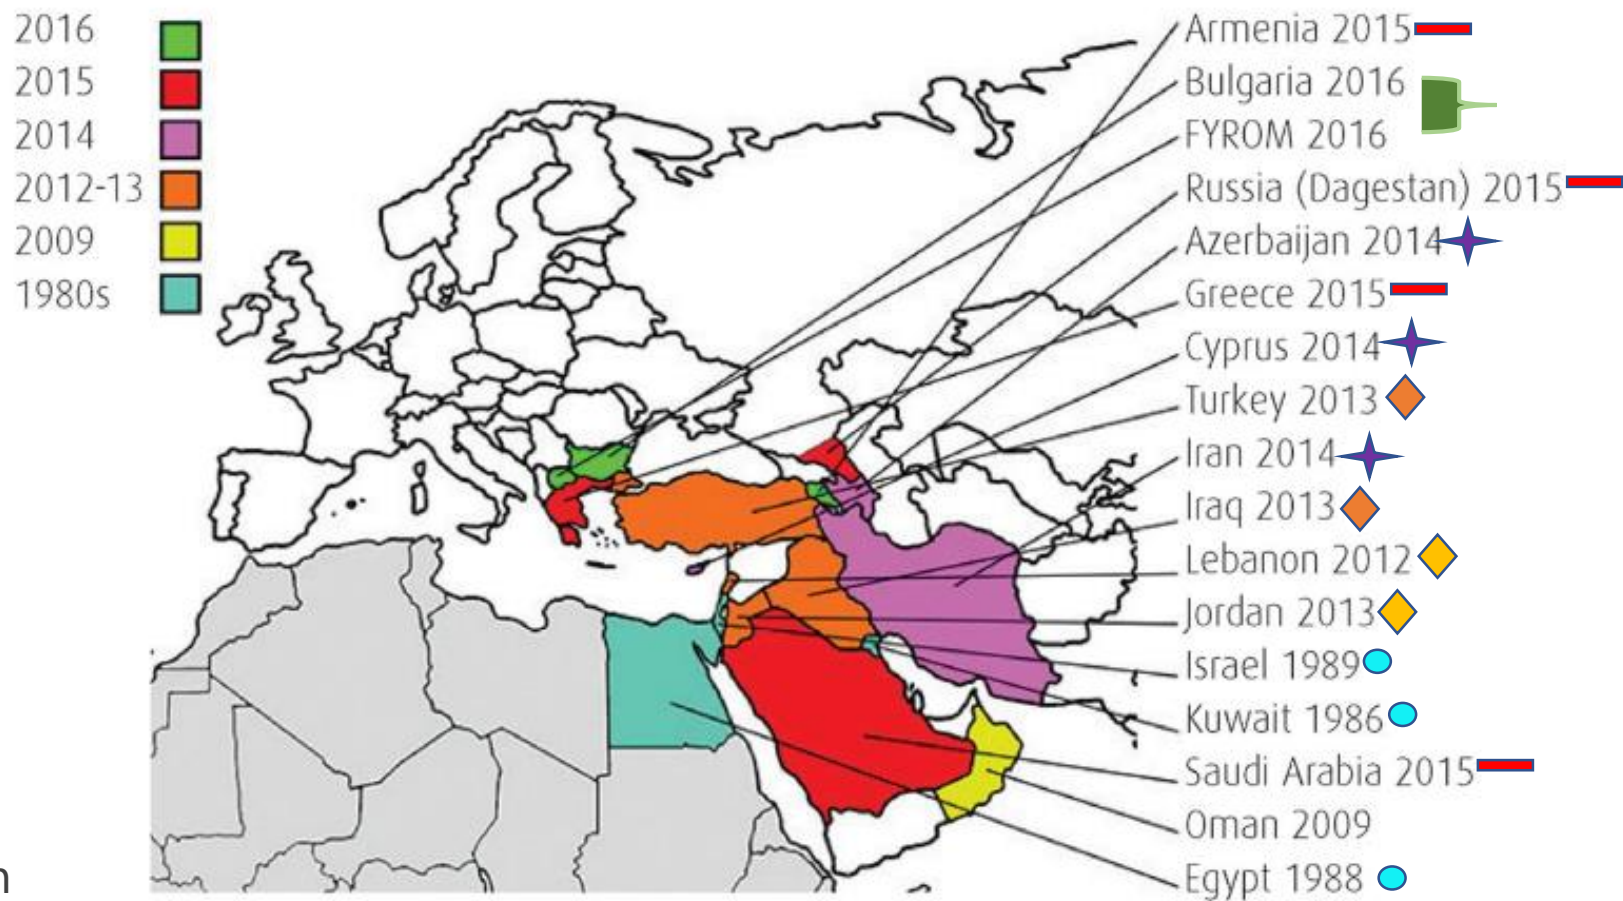 2016
2015
2014
2012-13
2009
1980s
Armenia 2015
Bulgaria 2016
FYROM 2016
Russia (Dagestan) 2015
Azerbaijan 2014
Greece 2015
Cyprus 2014
Turkey 2013
Iran 2014
Iraq 2013
Lebanon 2012
Jordan 2013
Israel 1989
Kuwait 1986
Saudi Arabia 2015
Oman 2009
Egypt 1988
n